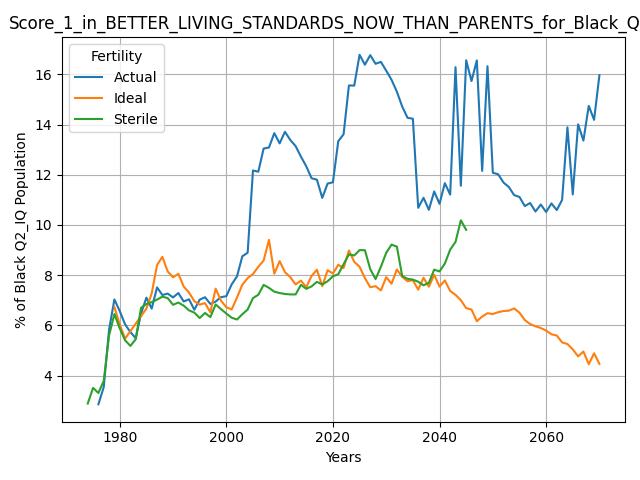 Score_1_in_BETTER_LIVING_STANDARDS_NOW_THAN_PARENTS_for_Black_Q
Fertility
Actual
Ideal
Sterile
% of Black Q2_IQ Population
16
14
12
10
8
6
4
1980 2000 2020 2040 2060
Years